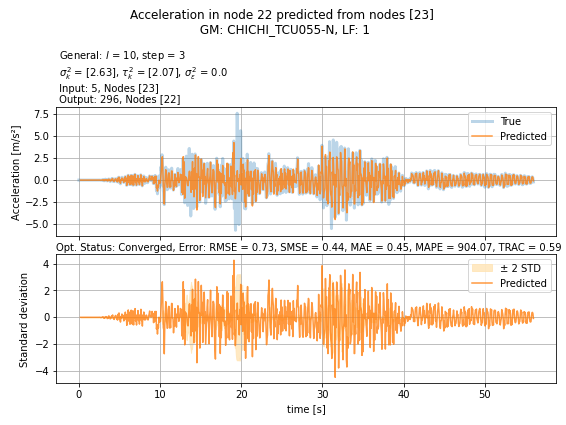 Acceleration in node 22 predicted from nodes [23]
GM: CHICHI_TCU055-N, LF: 1
General: l = 10, step = 3
σ²ₖ = [2.63], τ²ₖ = [2.07], σ²_ε = 0.0
Input: 5, Nodes [23]
Output: 296, Nodes [22]
7.5
5.0
2.5
0.0
−2.5
−5.0
Acceleration [m/s²]
True
Predicted
Opt. Status: Converged, Error: RMSE = 0.73, SMSE = 0.44, MAE = 0.45, MAPE = 904.07, TRAC = 0.59
4
2
0
−2
−4
Standard deviation
± 2 STD
Predicted
0 10 20 30 40 50
time [s]